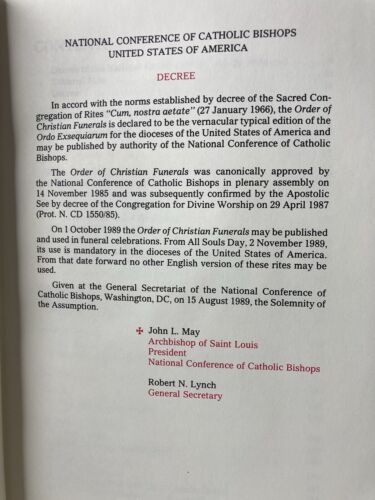 NATIONAL CONFERENCE OF CATHOLIC BISHOPS
UNITED STATES OF AMERICA
DECREE
In accord with the norms established by decree of the Sacred Con-
gregation of Rites "Cum, nostra aetate" (27 January 1966), the Order of
Christian Funerals is declared to be the vernacular typical edition of the
Ordo Exsequiarum for the dioceses of the United States of America and
may be published by authority of the National Conference of Catholic
Bishops.
The Order of Christian Funerals was canonically approved by
the National Conference of Catholic Bishops in plenary assembly on
14 November 1985 and was subsequently confirmed by the Apostolic
See by decree of the Congregation for Divine Worship on 29 April 1987
(Prot. N. CD 1550/85).
On 1 October 1989 the Order of Christian Funerals may be published
and used in funeral celebrations. From All Souls Day, 2 November 1989,
its use is mandatory in the dioceses of the United States of America.
From that date forward no other English version of these rites may be
used.
Given at the General Secretariat of the National Conference of
Catholic Bishops, Washington, DC, on 15 August 1989, the Solemnity of
the Assumption.
✠ John L. May
Archbishop of Saint Louis
President
National Conference of Catholic Bishops
Robert N. Lynch
General Secretary